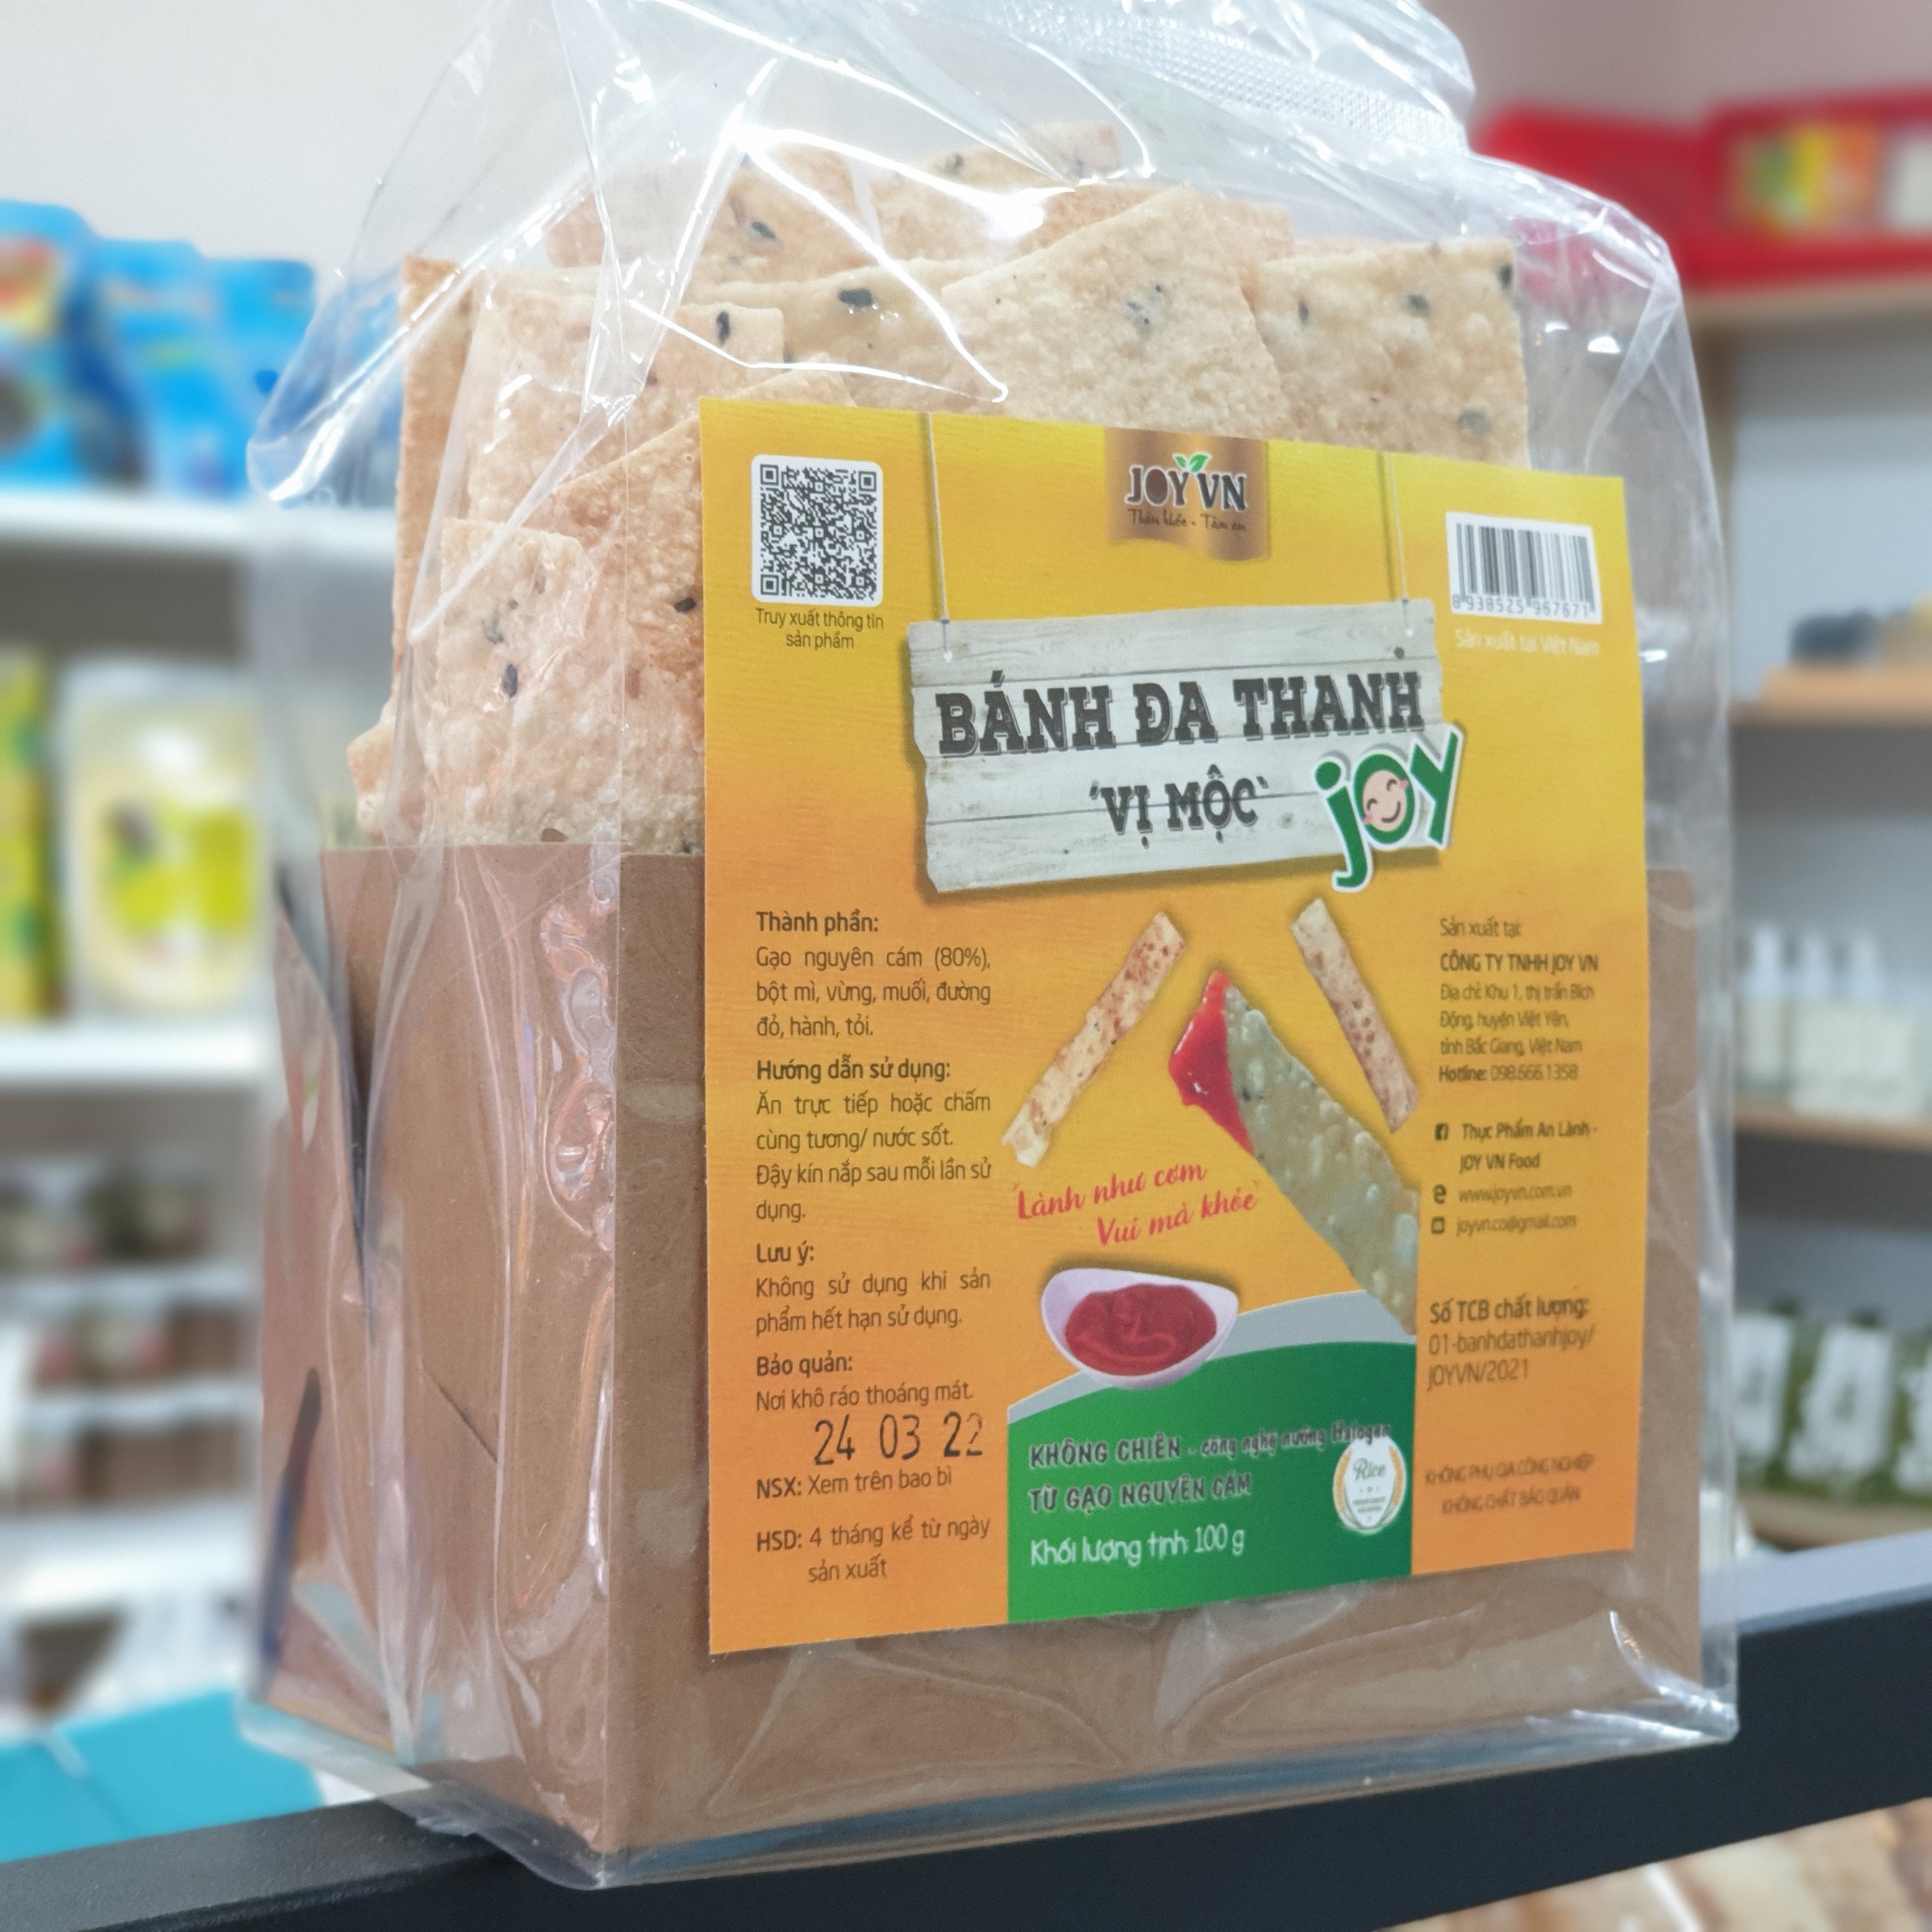 JOY VN
Thân khỏe - Tâm an
Truy xuất thông tin
sản phẩm
8 938525 967671
Sản xuất tại Việt Nam
BÁNH ĐA THANH
'VỊ MỘC'
joy
Thành phần:
Gạo nguyên cám (80%),
bột mì, vừng, muối, đường
đỏ, hành, tỏi.
Hướng dẫn sử dụng:
Ăn trực tiếp hoặc chấm
cùng tương/ nước sốt.
Đậy kín nắp sau mỗi lần sử
dụng.
Lưu ý:
Không sử dụng khi sản
phẩm hết hạn sử dụng.
Bảo quản:
Nơi khô ráo thoáng mát.
24 03 22
NSX: Xem trên bao bì
HSD: 4 tháng kể từ ngày
sản xuất
'Lành như cơm
Vui mà khỏe'
KHÔNG CHIÊN - công nghệ nướng Halogen
TỪ GẠO NGUYÊN CÁM
Khối lượng tịnh: 100 g
Rice
Sản xuất tại:
CÔNG TY TNHH JOY VN
Địa chỉ: Khu 1, thị trấn Bích
Động, huyện Việt Yên,
tỉnh Bắc Giang, Việt Nam
Hotline: 098.666.1358
Thực Phẩm An Lành -
JOY VN Food
www.joyvn.com.vn
joyvn.co@gmail.com
Số TCB chất lượng:
01-banhdathanhjoy/
JOYVN/2021
KHÔNG PHỤ GIA CÔNG NGHIỆP
KHÔNG CHẤT BẢO QUẢN